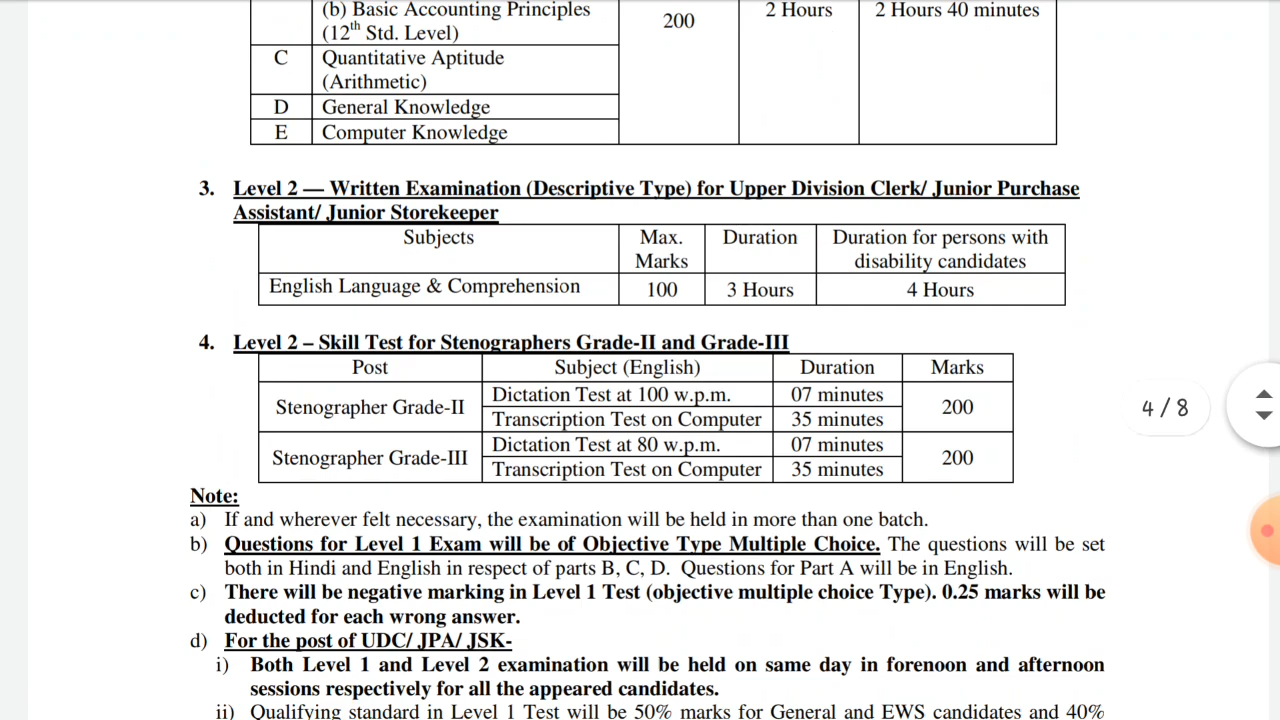 (b) Basic Accounting Principles
(12th Std. Level)
200
2 Hours
2 Hours 40 minutes
C Quantitative Aptitude
(Arithmetic)
D General Knowledge
E Computer Knowledge
3. Level 2 — Written Examination (Descriptive Type) for Upper Division Clerk/ Junior Purchase
Assistant/ Junior Storekeeper
Subjects Max. Marks Duration Duration for persons with disability candidates
English Language & Comprehension 100 3 Hours 4 Hours
4. Level 2 – Skill Test for Stenographers Grade-II and Grade-III
Post Subject (English) Duration Marks
Stenographer Grade-II Dictation Test at 100 w.p.m. 07 minutes 200
Transcription Test on Computer 35 minutes
Stenographer Grade-III Dictation Test at 80 w.p.m. 07 minutes 200
Transcription Test on Computer 35 minutes
4 / 8
Note:
a) If and wherever felt necessary, the examination will be held in more than one batch.
b) Questions for Level 1 Exam will be of Objective Type Multiple Choice. The questions will be set
both in Hindi and English in respect of parts B, C, D. Questions for Part A will be in English.
c) There will be negative marking in Level 1 Test (objective multiple choice Type). 0.25 marks will be
deducted for each wrong answer.
d) For the post of UDC/ JPA/ JSK-
i) Both Level 1 and Level 2 examination will be held on same day in forenoon and afternoon
sessions respectively for all the appeared candidates.
ii) Qualifying standard in Level 1 Test will be 50% marks for General and EWS candidates and 40%